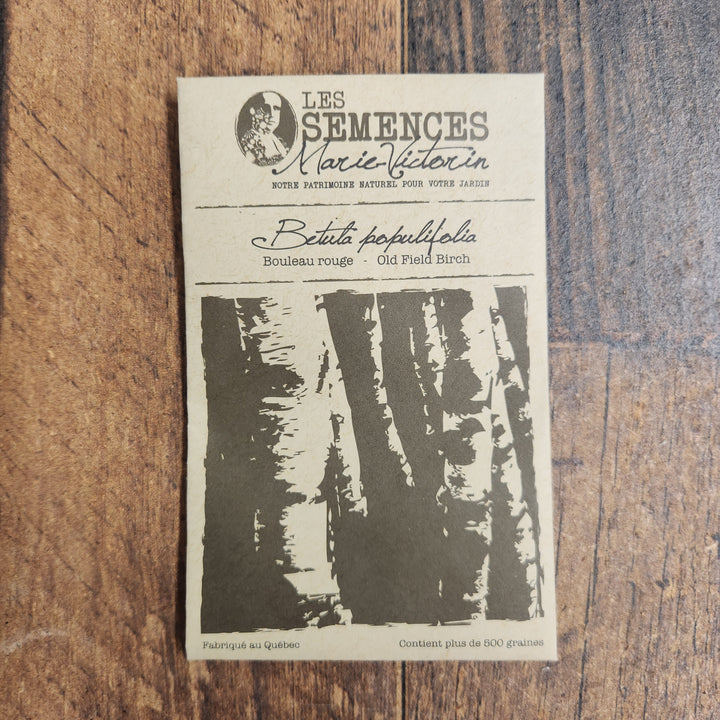 LES
SEMENCES
Marie-Victorin
NOTRE PATRIMOINE NATUREL POUR VOTRE JARDIN
Betula populifolia
Bouleau rouge - Old Field Birch
Fabriqué au Québec
Contient plus de 500 graines